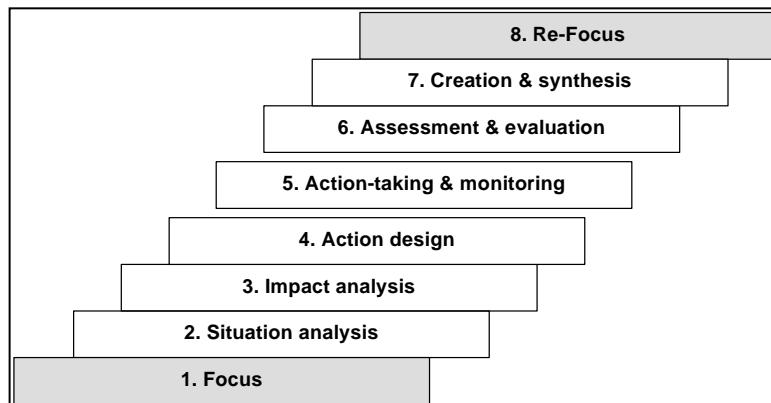 8. Re-Focus
7. Creation & synthesis
6. Assessment & evaluation
5. Action-taking & monitoring
4. Action design
3. Impact analysis
2. Situation analysis
1. Focus